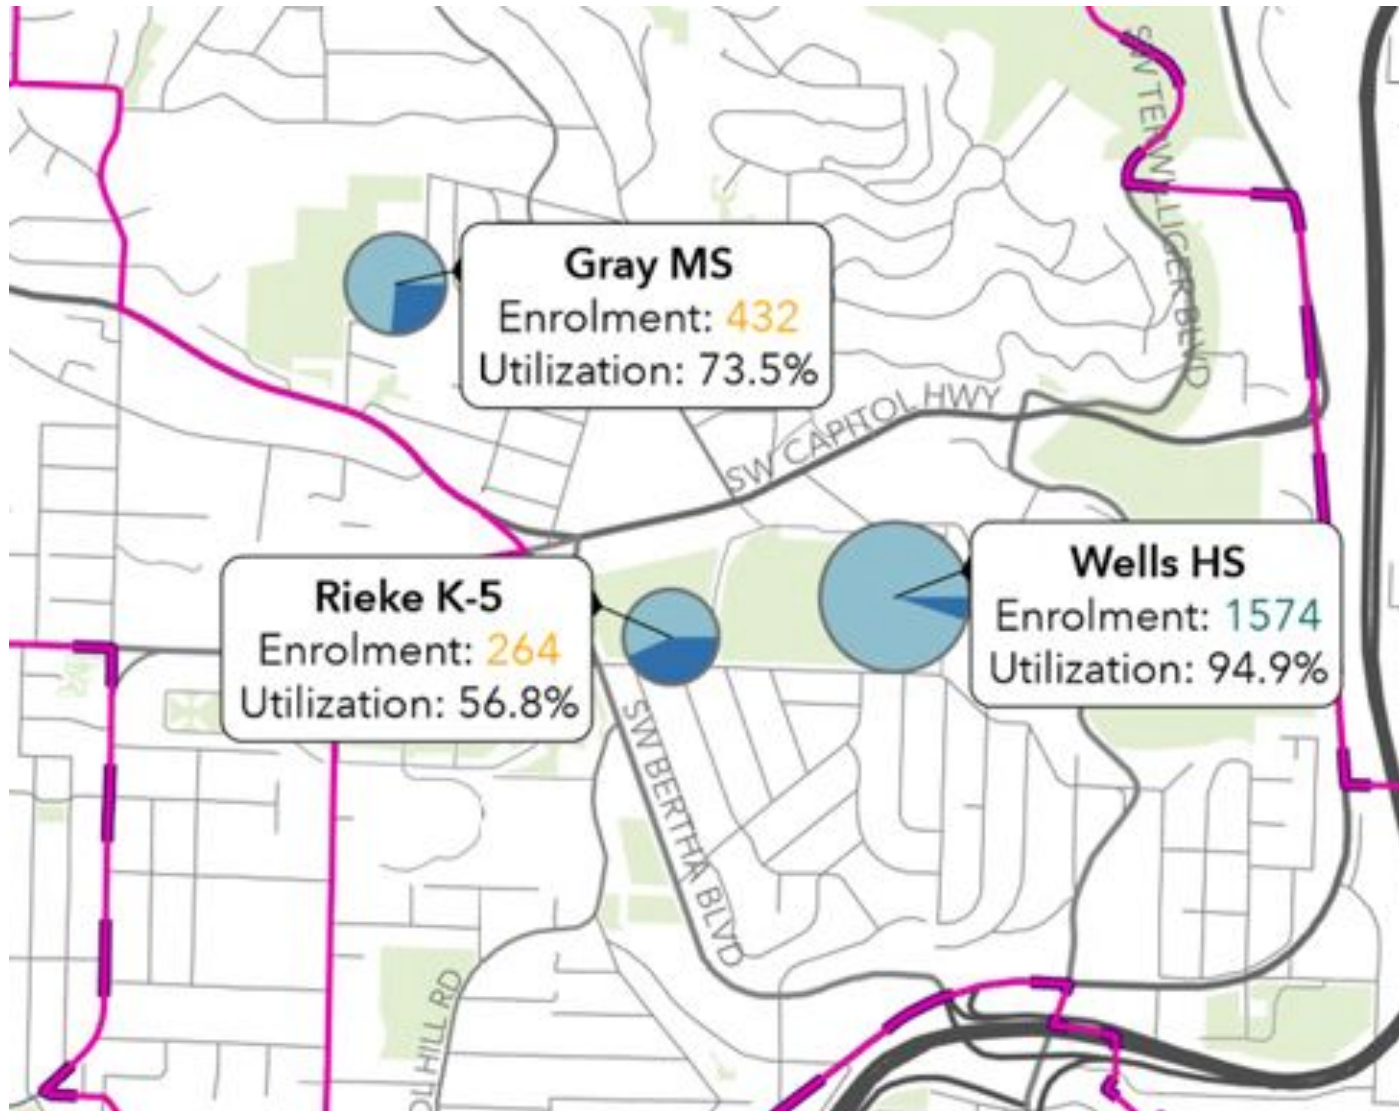 SW TERWILLIGER BLVD
Gray MS
Enrolment: 432
Utilization: 73.5%
SW CAPITOL HWY
Wells HS
Enrolment: 1574
Utilization: 94.9%
Rieke K-5
Enrolment: 264
Utilization: 56.8%
SW BERTHA BLVD
OL HILL RD